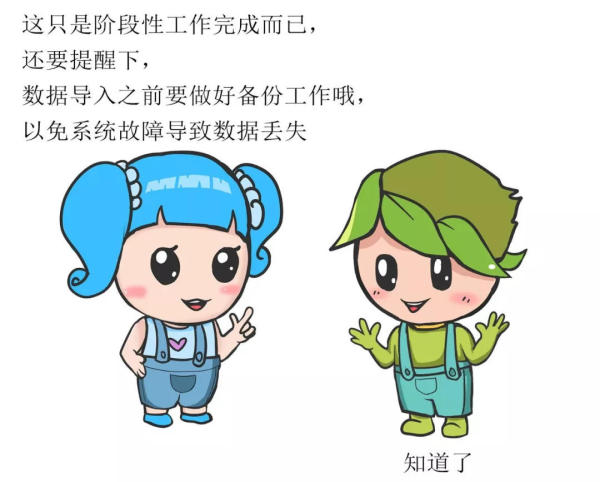 这只是阶段性工作完成而已，
还要提醒下，
数据导入之前要做好备份工作哦，
以免系统故障导致数据丢失
知道了